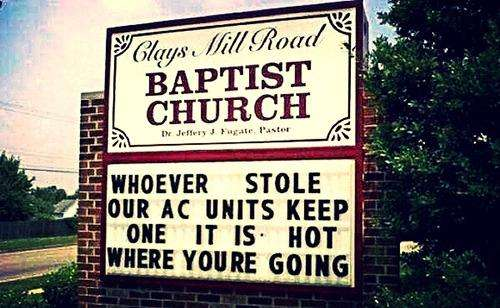 Clays Mill Road
BAPTIST
CHURCH
Dr. Jeffery J. Fugate, Pastor
WHOEVER STOLE
OUR AC UNITS KEEP
ONE IT IS HOT
WHERE YOURE GOING